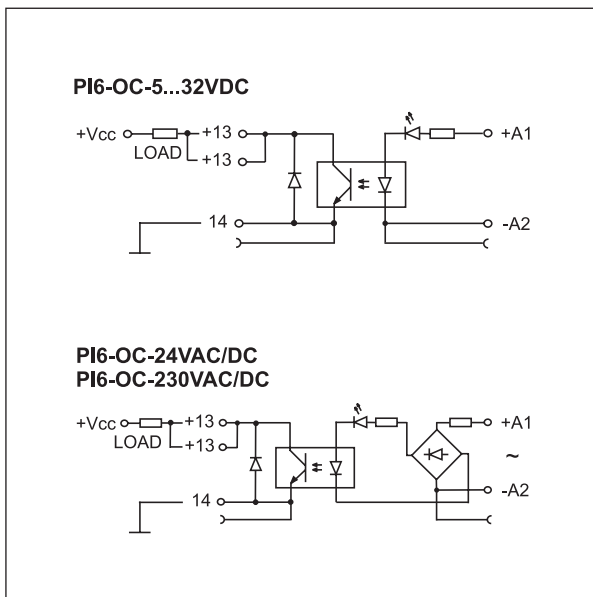 PI6-OC-5...32VDC
+Vcc
+13
+A1
LOAD
+13
14
-A2
PI6-OC-24VAC/DC
PI6-OC-230VAC/DC
+Vcc
+13
+A1
LOAD
+13
~
14
-A2